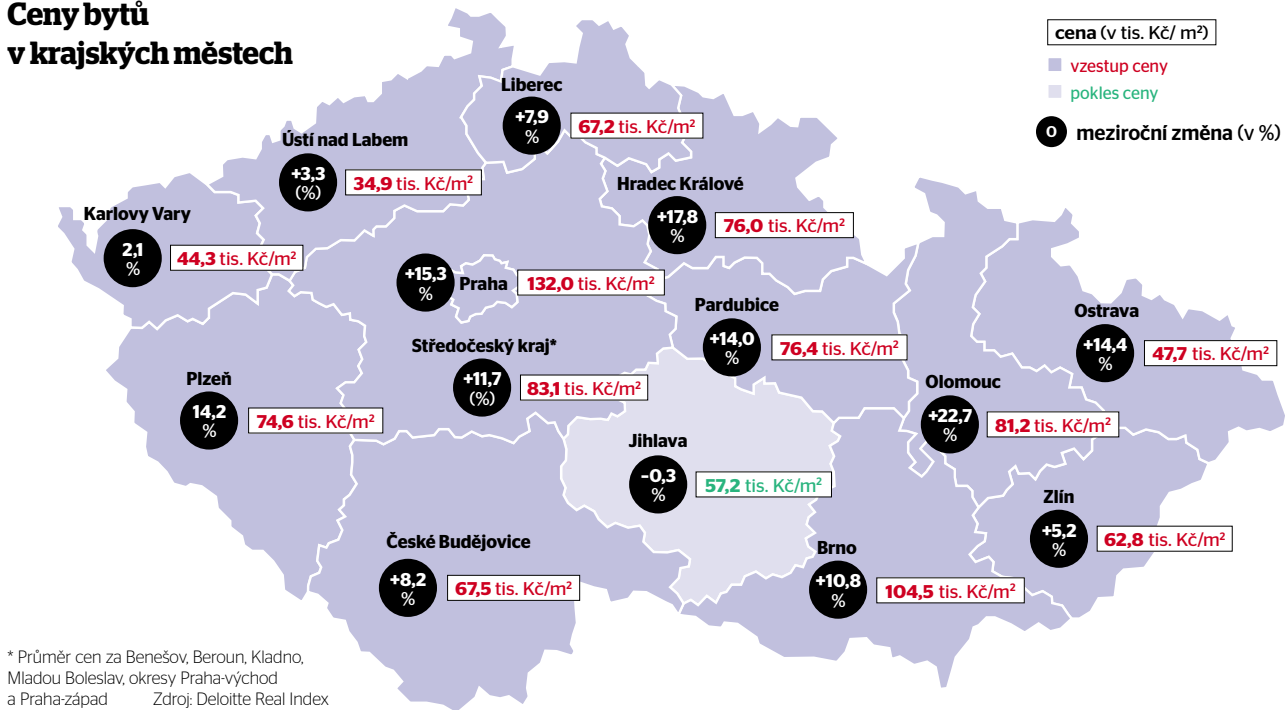 Ceny bytů
v krajských městech
cena (v tis. Kč/ m²)
vzestup ceny
pokles ceny
0 meziroční změna (v %)
Liberec
+7,9
%
67,2 tis. Kč/m²
Ústí nad Labem
+3,3
(%)
34,9 tis. Kč/m²
Hradec Králové
+17,8
%
76,0 tis. Kč/m²
Karlovy Vary
2,1
%
44,3 tis. Kč/m²
+15,3
%
Praha
132,0 tis. Kč/m²
Pardubice
+14,0
%
76,4 tis. Kč/m²
Ostrava
+14,4
%
47,7 tis. Kč/m²
Středočeský kraj*
+11,7
(%)
83,1 tis. Kč/m²
Plzeň
14,2
%
74,6 tis. Kč/m²
Olomouc
+22,7
%
81,2 tis. Kč/m²
Jihlava
–0,3
%
57,2 tis. Kč/m²
Zlín
+5,2
%
62,8 tis. Kč/m²
České Budějovice
+8,2
%
67,5 tis. Kč/m²
Brno
+10,8
%
104,5 tis. Kč/m²
* Průměr cen za Benešov, Beroun, Kladno,
Mladou Boleslav, okresy Praha-východ
a Praha-západ Zdroj: Deloitte Real Index